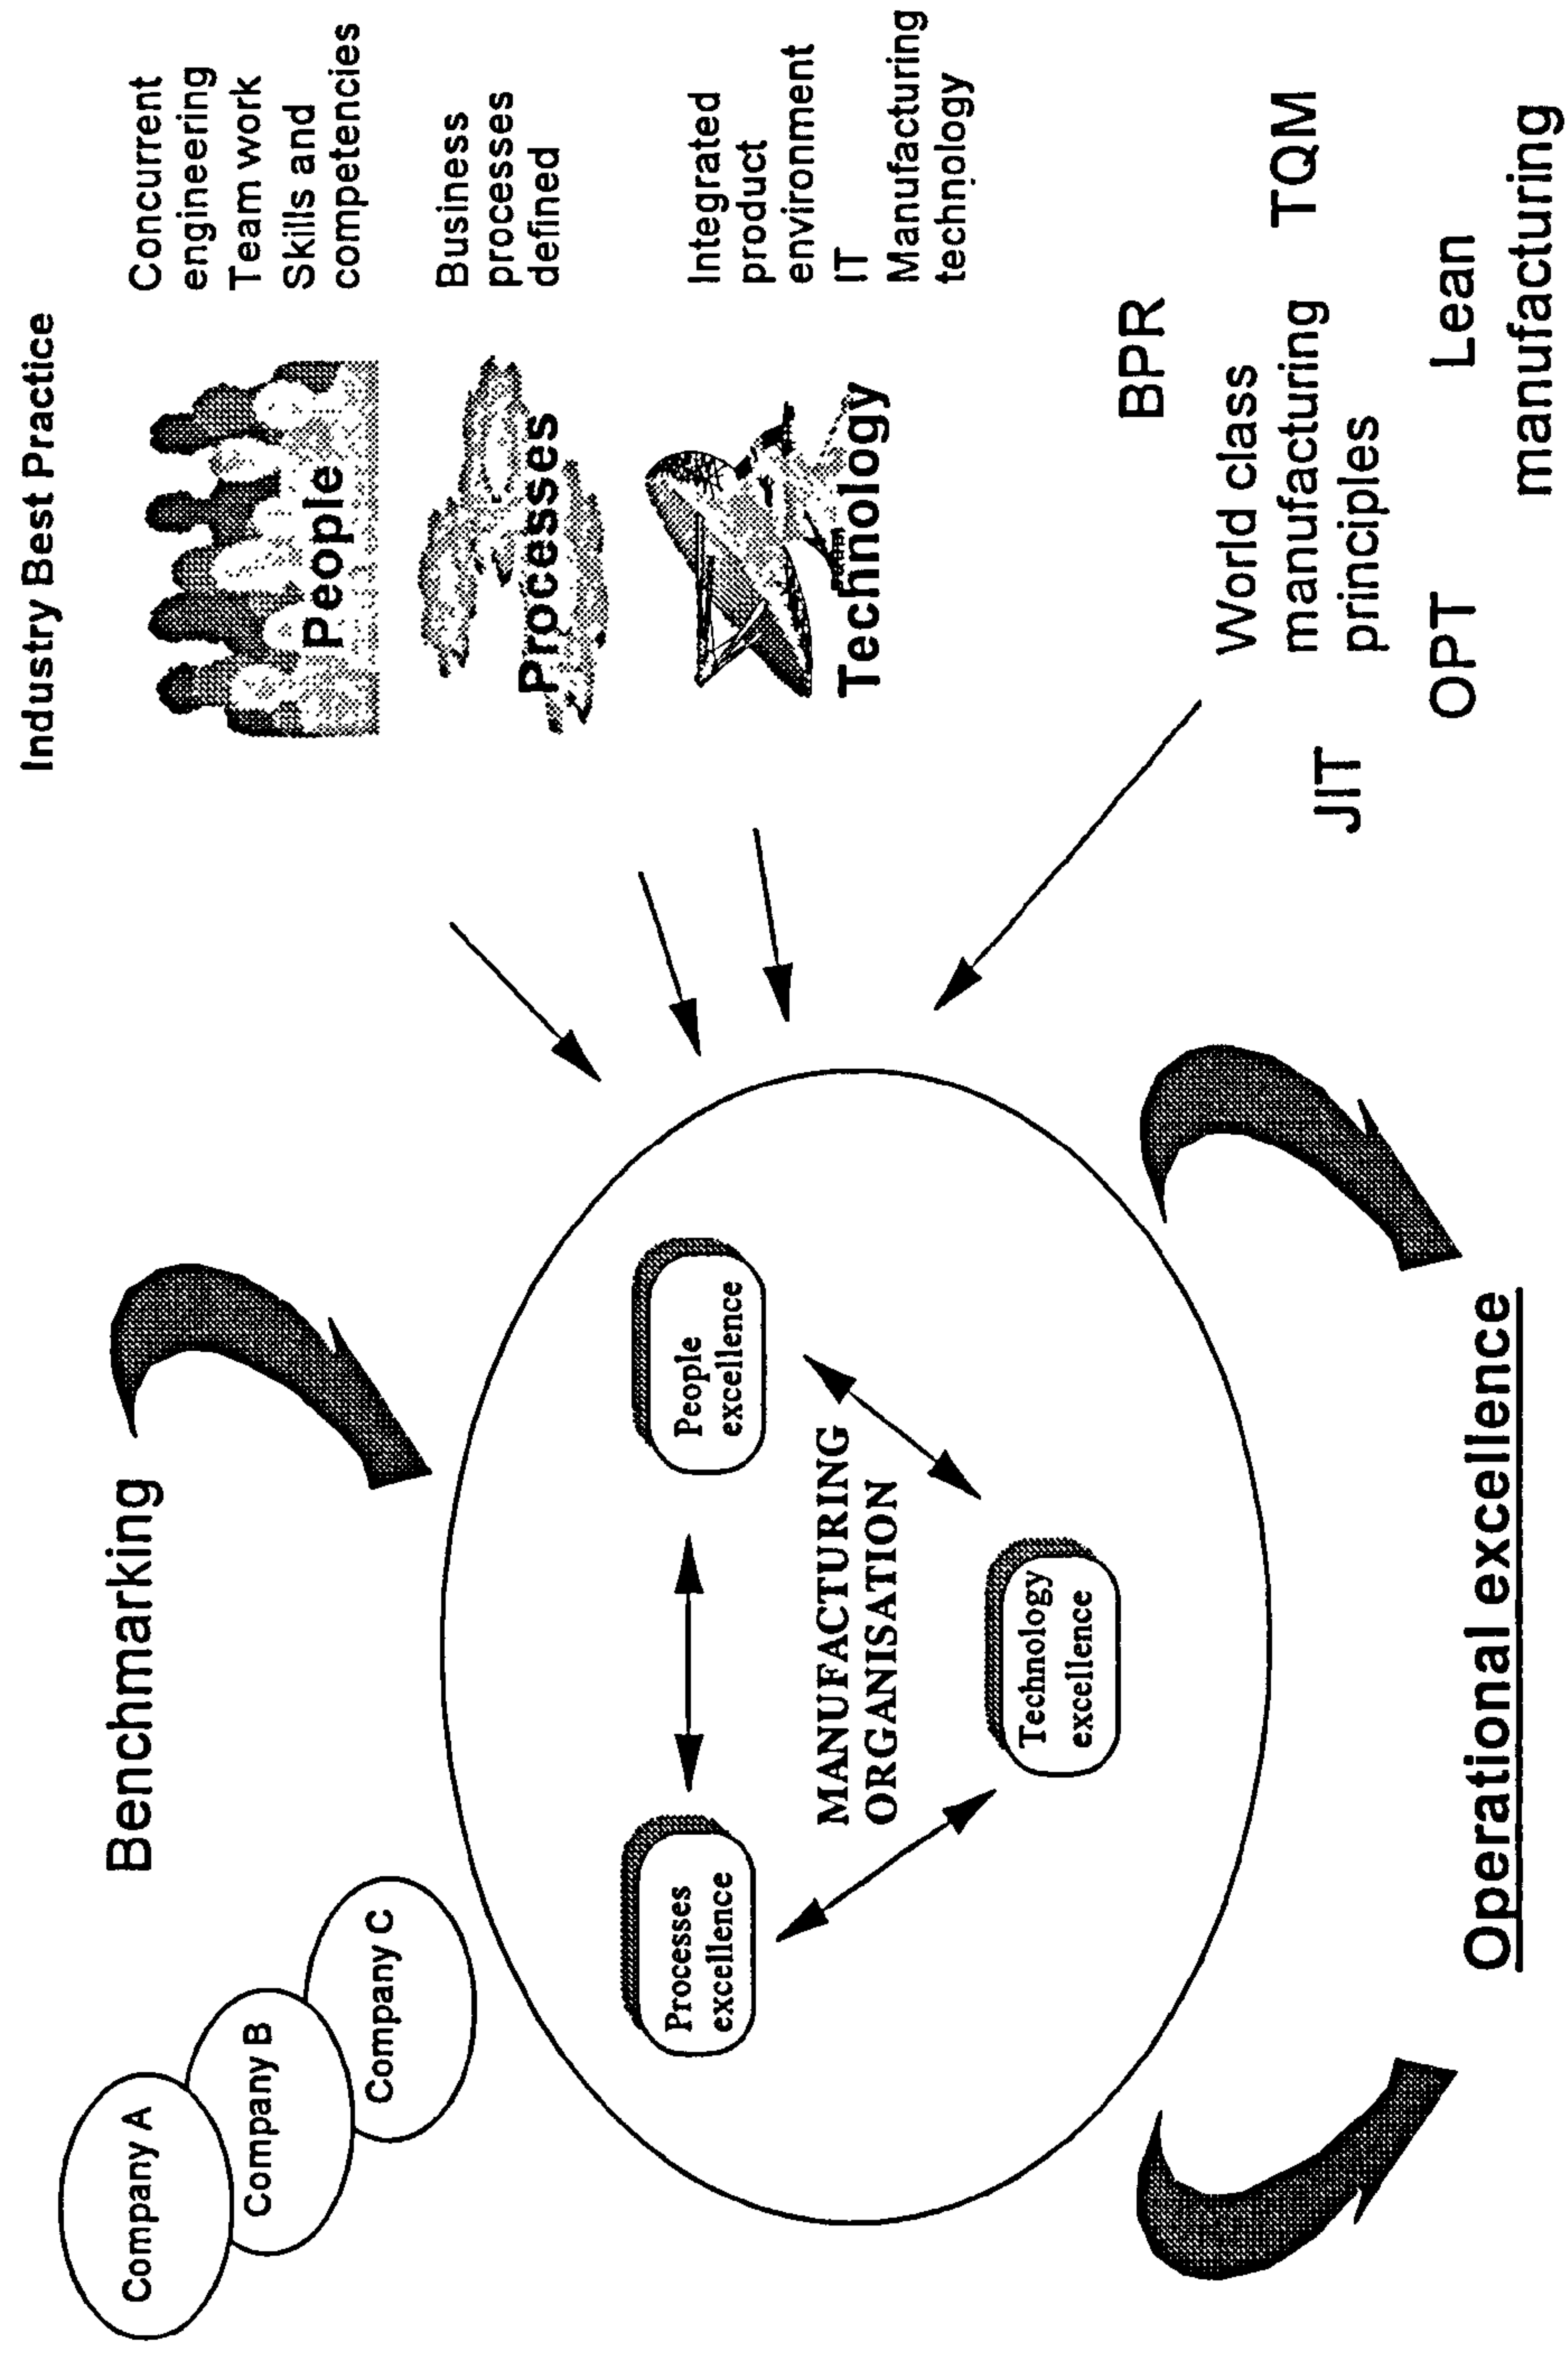 Industry Best Practice
Company A
Company B
Company C
Benchmarking
People
Concurrent
engineering
Team work
Skills and
competencies
Processes
Business
processes
defined
Technology
Integrated
product
environment
IT
Manufacturing
technology
Processes
excellence
People
excellence
MANUFACTURING
ORGANISATION
Technology
excellence
BPR
World class
manufacturing
principles
TQM
JIT
OPT
Lean
manufacturing
Operational excellence